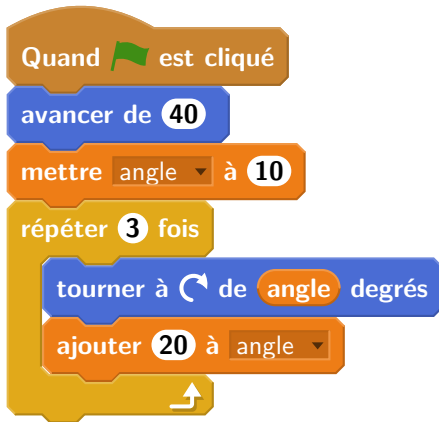 Quand est cliqué
avancer de 40
mettre angle à 10
répéter 3 fois
tourner à de angle degrés
ajouter 20 à angle